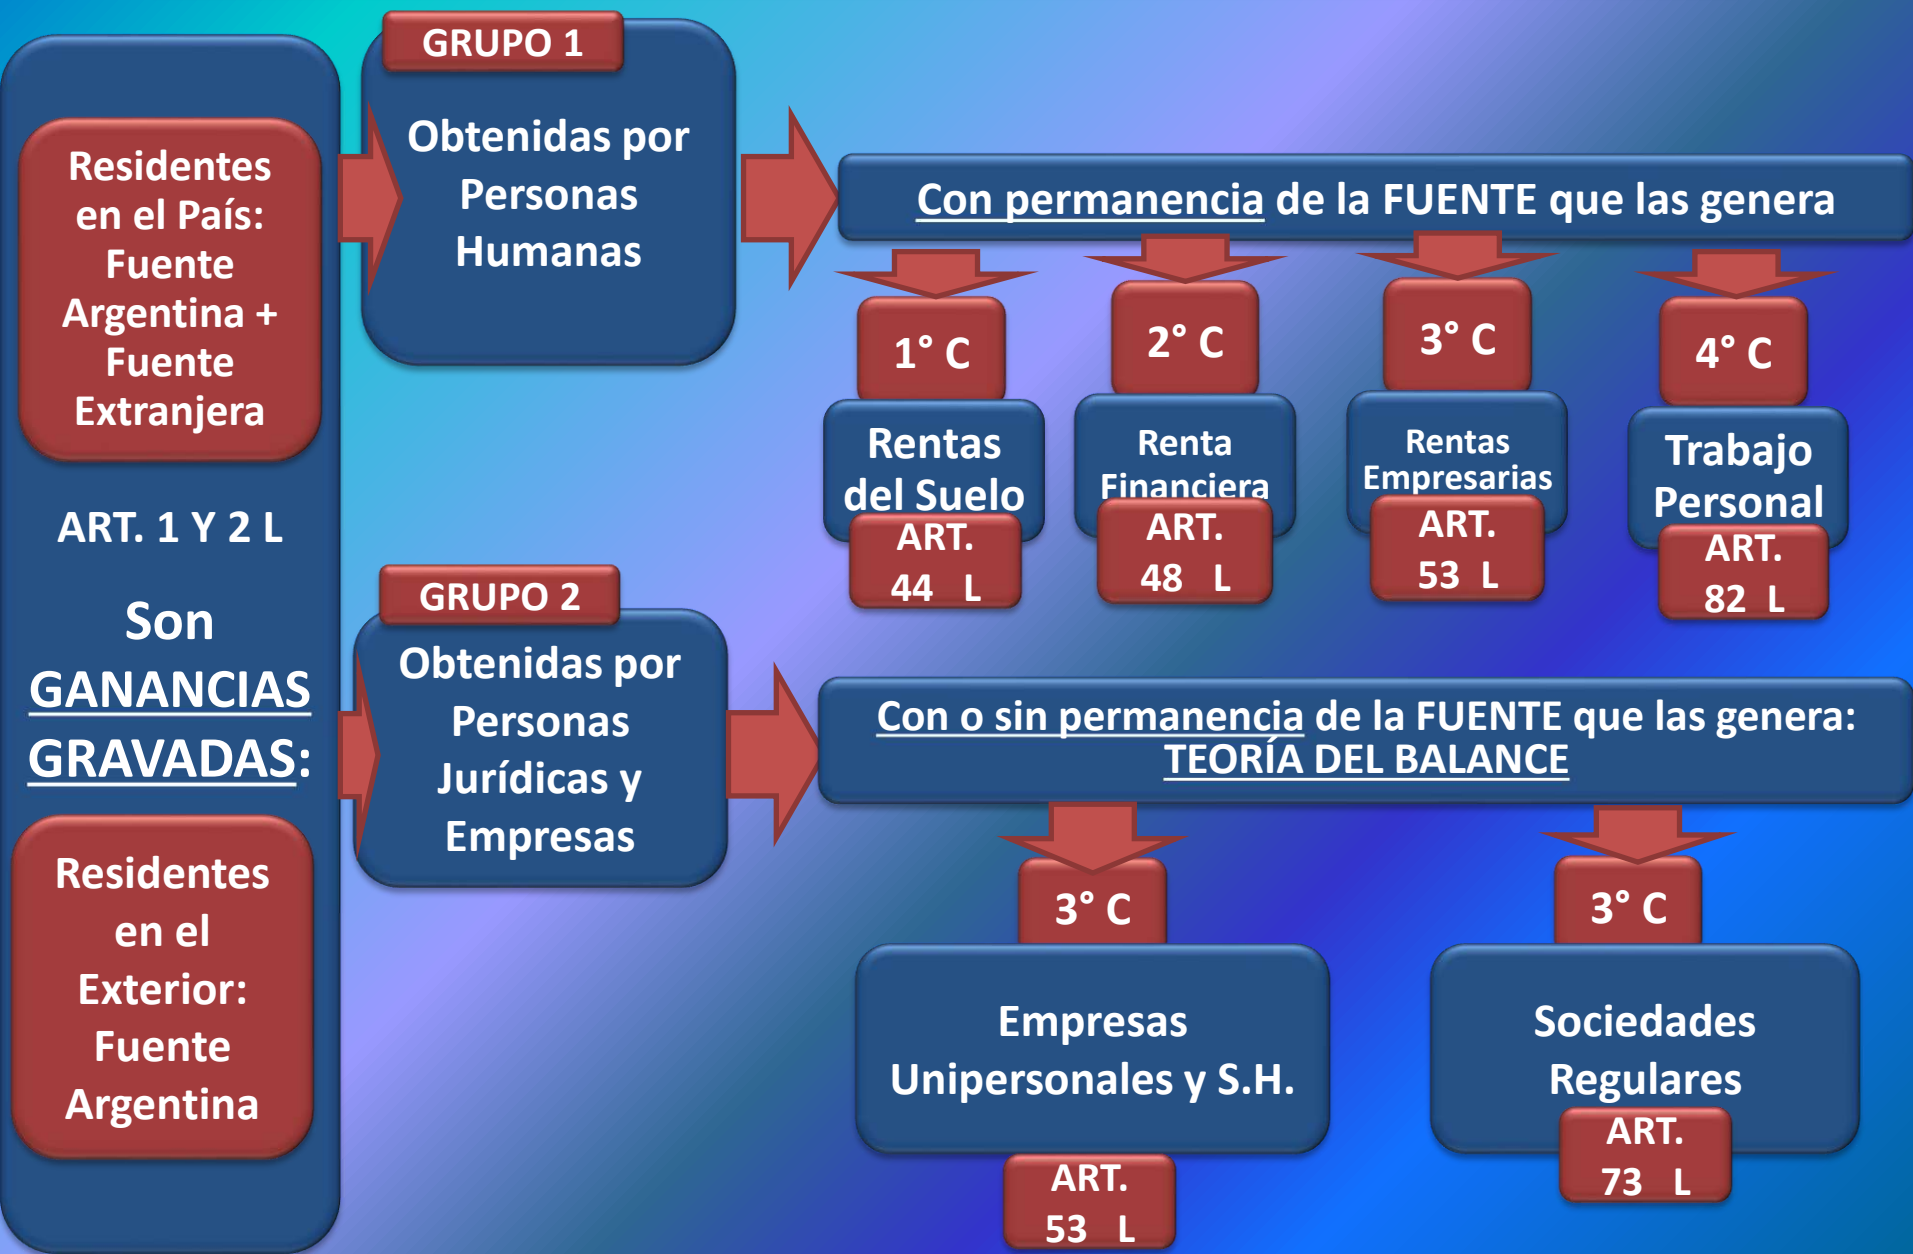 Residentes
en el País:
Fuente
Argentina +
Fuente
Extranjera
ART. 1 Y 2 L
Son
GANANCIAS
GRAVADAS:
Residentes
en el
Exterior:
Fuente
Argentina
GRUPO 1
Obtenidas por
Personas
Humanas
Con permanencia de la FUENTE que las genera
1° C
Rentas
del Suelo
ART.
44 L
2° C
Renta
Financiera
ART.
48 L
3° C
Rentas
Empresarias
ART.
53 L
4° C
Trabajo
Personal
ART.
82 L
GRUPO 2
Obtenidas por
Personas
Jurídicas y
Empresas
Con o sin permanencia de la FUENTE que las genera:
TEORÍA DEL BALANCE
3° C
Empresas
Unipersonales y S.H.
ART.
53 L
3° C
Sociedades
Regulares
ART.
73 L